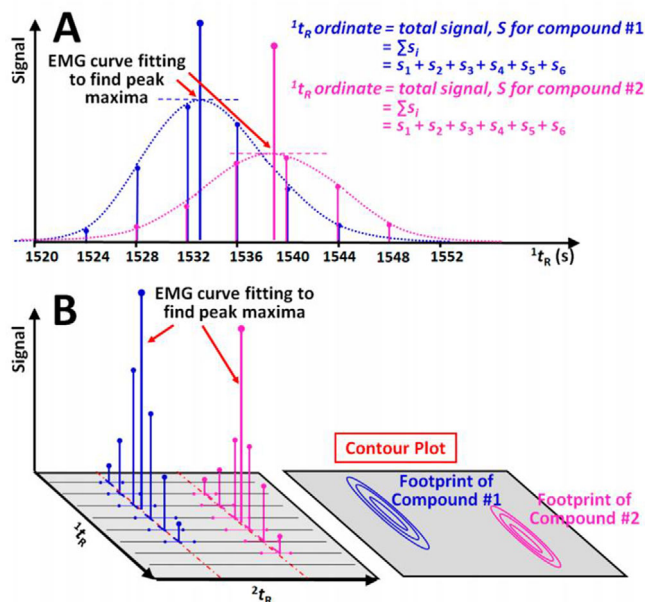 A
Signal
EMG curve fitting
to find peak
maxima
¹tR ordinate = total signal, S for compound #1
= ∑si
= s1 + s2 + s3 + s4 + s5 + s6
¹tR ordinate = total signal, S for compound #2
= ∑si
= s1 + s2 + s3 + s4 + s5 + s6
1520 1524 1528 1532 1536 1540 1544 1548 1552 ¹tR (s)
B
Signal
EMG curve fitting to
find peak maxima
¹tR
²tR
Contour Plot
Footprint of
Compound #1
Footprint of
Compound #2